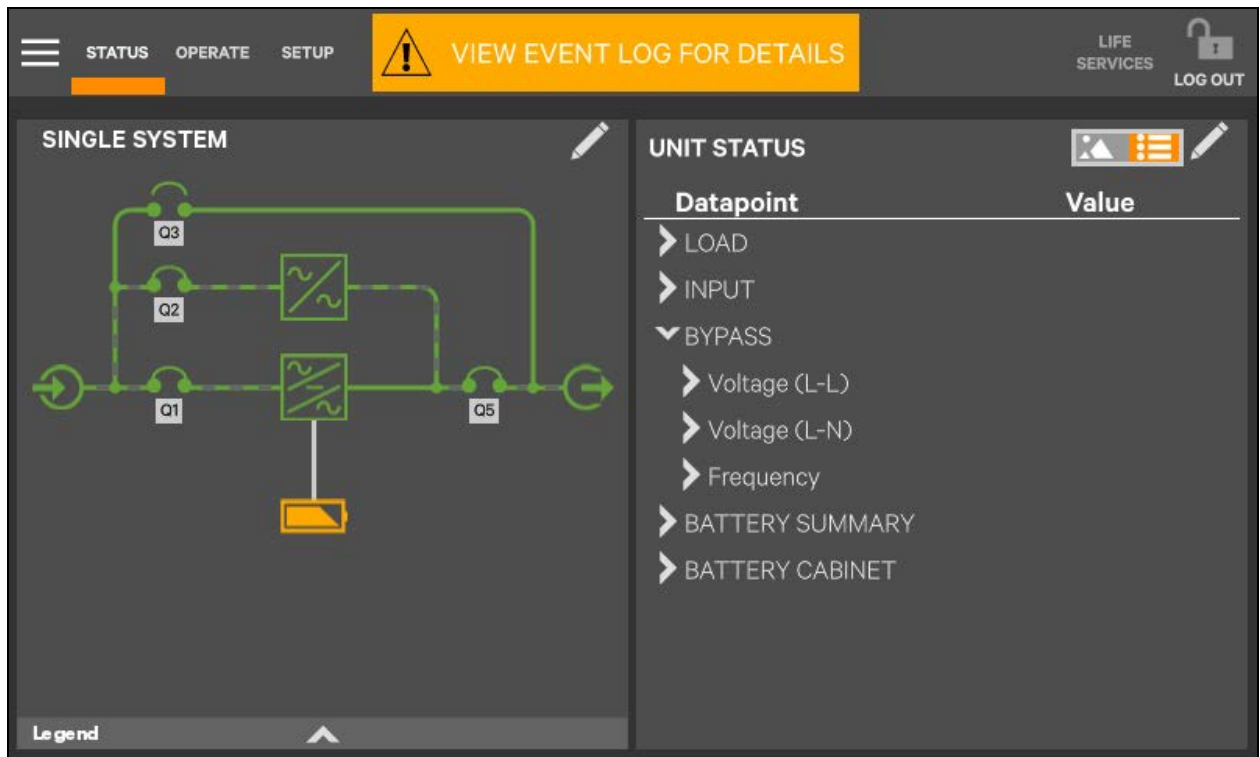 STATUS OPERATE SETUP
VIEW EVENT LOG FOR DETAILS
LIFE
SERVICES
LOG OUT
SINGLE SYSTEM
Q3
Q2
Q1
Q5
Legend
UNIT STATUS
Datapoint Value
LOAD
INPUT
BYPASS
Voltage (L-L)
Voltage (L-N)
Frequency
BATTERY SUMMARY
BATTERY CABINET